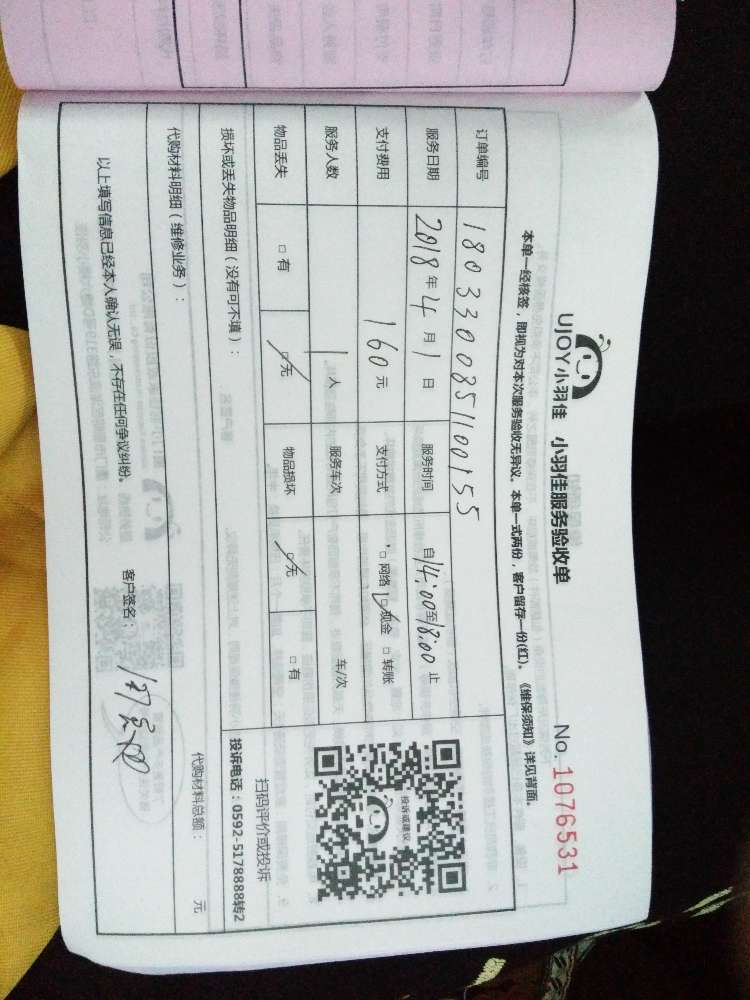 UJOY小羽佳 小羽佳服务验收单
No. 1076531
本单一经核签，即视为对本次服务验收无异议。本单一式两份，客户留存一份(红)。《维保须知》详见背面。
订单编号 1803300851100155
服务日期 2018年4月1日 服务时间 自14:00至18:00止
支付费用 160元 支付方式 □网络 ☑现金 □转账
服务人数 1人 服务车次 车/次
物品丢失 □有 ☑无 物品损坏 ☑无 □有
投诉或建议
扫码评价或投诉
投诉电话：0592-5178888转2
损坏或丢失物品明细（没有可不填）：
代购材料明细（维修业务）： 代购材料总额： 元
以上填写信息已经本人确认无误，不存在任何争议纠纷。 客户签名：